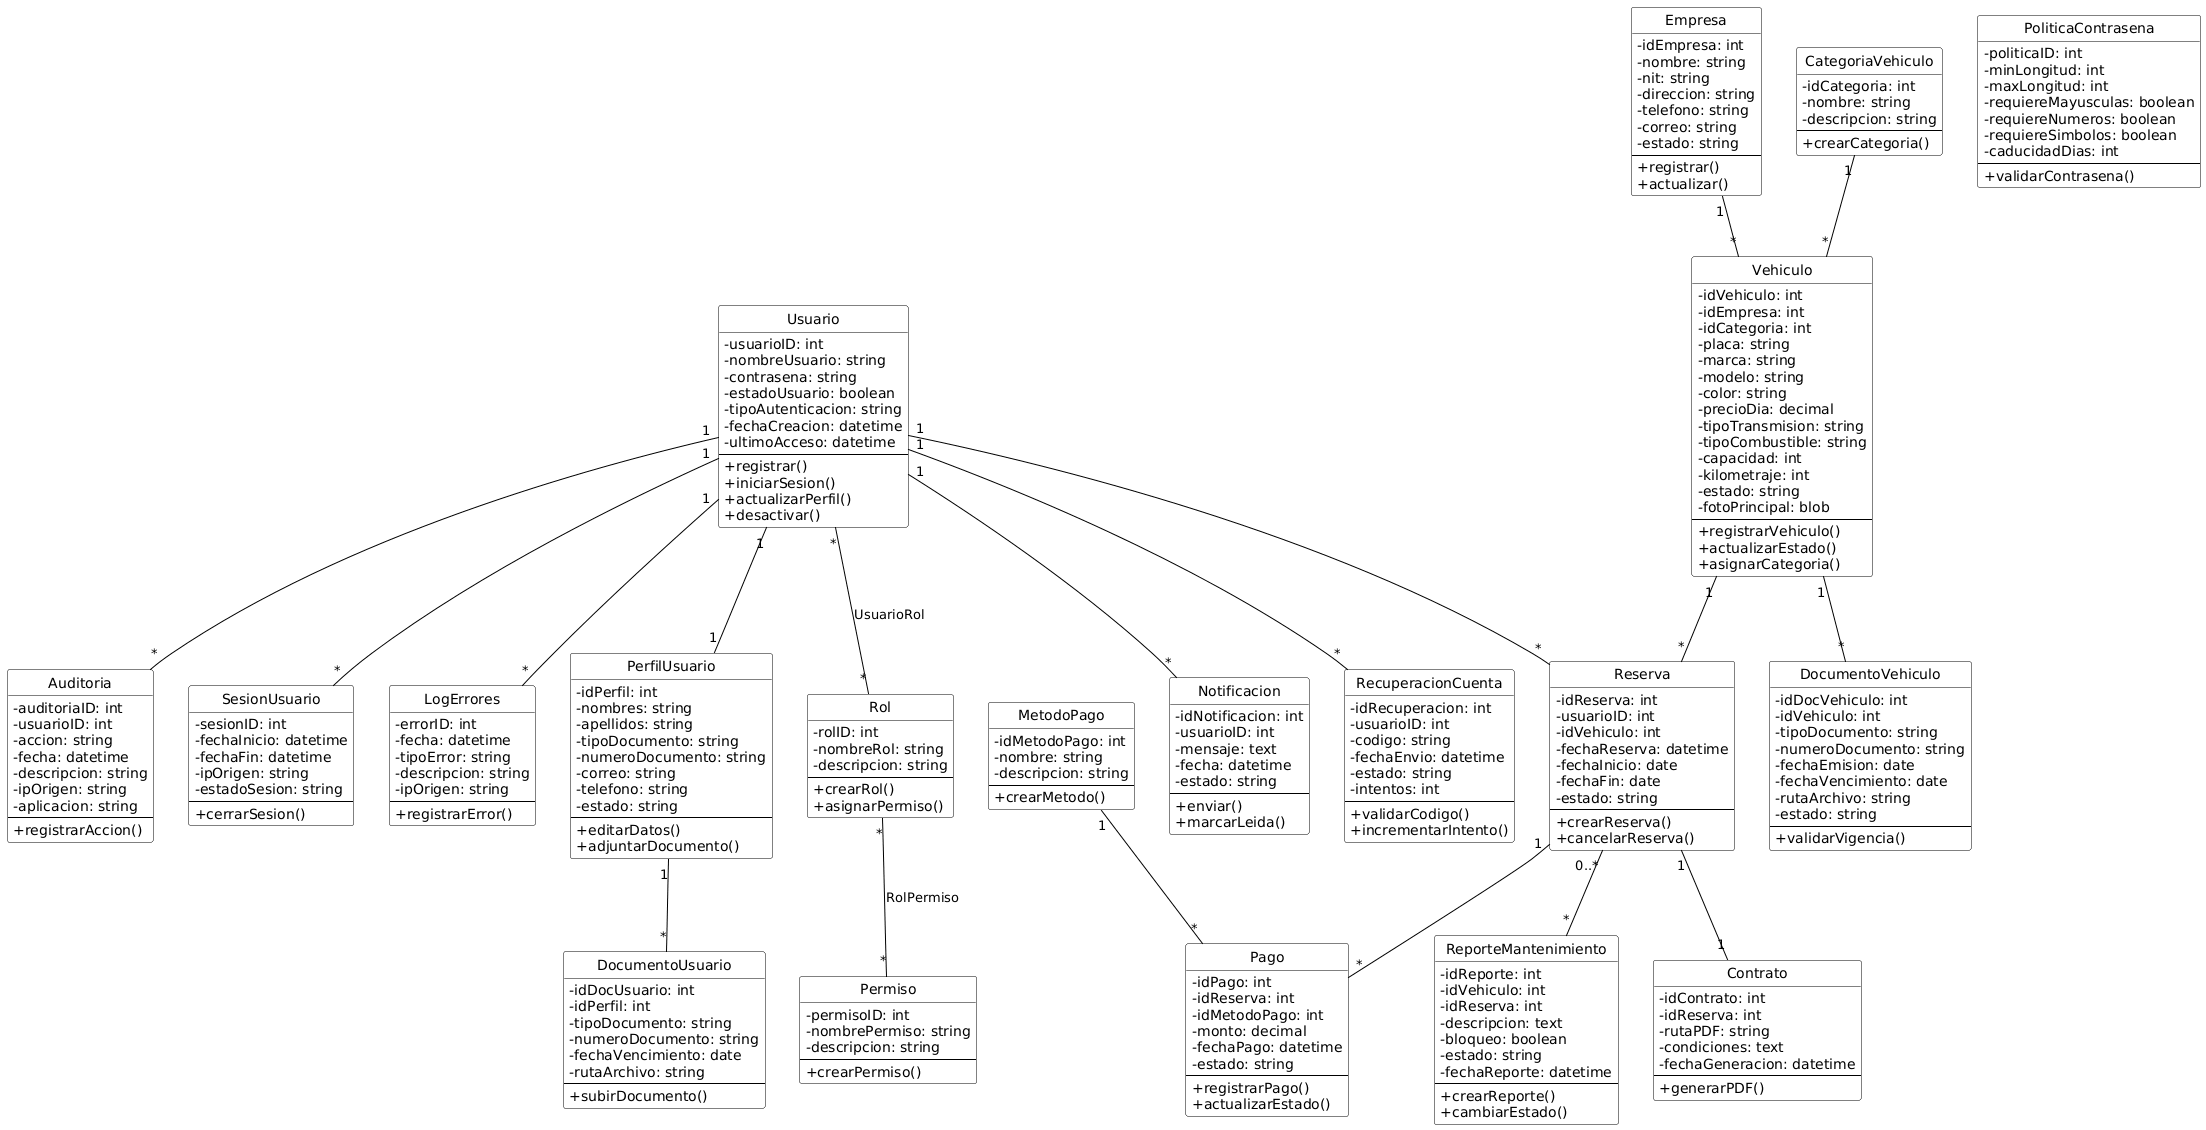 Empresa
-idEmpresa: int
-nombre: string
-nit: string
-direccion: string
-telefono: string
-correo: string
-estado: string
+registrar()
+actualizar()
CategoriaVehiculo
-idCategoria: int
-nombre: string
-descripcion: string
+crearCategoria()
PoliticaContrasena
-politicaID: int
-minLongitud: int
-maxLongitud: int
-requiereMayusculas: boolean
-requiereNumeros: boolean
-requiereSimbolos: boolean
-caducidadDias: int
+validarContrasena()
1
*
1
*
Vehiculo
-idVehiculo: int
-idEmpresa: int
-idCategoria: int
-placa: string
-marca: string
-modelo: string
-color: string
-precioDia: decimal
-tipoTransmision: string
-tipoCombustible: string
-capacidad: int
-kilometraje: int
-estado: string
-fotoPrincipal: blob
+registrarVehiculo()
+actualizarEstado()
+asignarCategoria()
Usuario
-usuarioID: int
-nombreUsuario: string
-contrasena: string
-estadoUsuario: boolean
-tipoAutenticacion: string
-fechaCreacion: datetime
-ultimoAcceso: datetime
+registrar()
+iniciarSesion()
+actualizarPerfil()
+desactivar()
1
*
1
*
1
*
1
1
*
UsuarioRol
*
1
*
1
*
1
*
1
*
1
*
Auditoria
-auditoriaID: int
-usuarioID: int
-accion: string
-fecha: datetime
-descripcion: string
-ipOrigen: string
-aplicacion: string
+registrarAccion()
SesionUsuario
-sesionID: int
-fechaInicio: datetime
-fechaFin: datetime
-ipOrigen: string
-estadoSesion: string
+cerrarSesion()
LogErrores
-errorID: int
-fecha: datetime
-tipoError: string
-descripcion: string
-ipOrigen: string
+registrarError()
PerfilUsuario
-idPerfil: int
-nombres: string
-apellidos: string
-tipoDocumento: string
-numeroDocumento: string
-correo: string
-telefono: string
-estado: string
+editarDatos()
+adjuntarDocumento()
Rol
-rolID: int
-nombreRol: string
-descripcion: string
+crearRol()
+asignarPermiso()
MetodoPago
-idMetodoPago: int
-nombre: string
-descripcion: string
+crearMetodo()
Notificacion
-idNotificacion: int
-usuarioID: int
-mensaje: text
-fecha: datetime
-estado: string
+enviar()
+marcarLeida()
RecuperacionCuenta
-idRecuperacion: int
-usuarioID: int
-codigo: string
-fechaEnvio: datetime
-estado: string
-intentos: int
+validarCodigo()
+incrementarIntento()
Reserva
-idReserva: int
-usuarioID: int
-idVehiculo: int
-fechaReserva: datetime
-fechaInicio: date
-fechaFin: date
-estado: string
+crearReserva()
+cancelarReserva()
DocumentoVehiculo
-idDocVehiculo: int
-idVehiculo: int
-tipoDocumento: string
-numeroDocumento: string
-fechaEmision: date
-fechaVencimiento: date
-rutaArchivo: string
-estado: string
+validarVigencia()
1
*
*
RolPermiso
*
1
*
1
*
0..*
*
1
1
DocumentoUsuario
-idDocUsuario: int
-idPerfil: int
-tipoDocumento: string
-numeroDocumento: string
-fechaVencimiento: date
-rutaArchivo: string
+subirDocumento()
Permiso
-permisoID: int
-nombrePermiso: string
-descripcion: string
+crearPermiso()
Pago
-idPago: int
-idReserva: int
-idMetodoPago: int
-monto: decimal
-fechaPago: datetime
-estado: string
+registrarPago()
+actualizarEstado()
ReporteMantenimiento
-idReporte: int
-idVehiculo: int
-idReserva: int
-descripcion: text
-bloqueo: boolean
-estado: string
-fechaReporte: datetime
+crearReporte()
+cambiarEstado()
Contrato
-idContrato: int
-idReserva: int
-rutaPDF: string
-condiciones: text
-fechaGeneracion: datetime
+generarPDF()